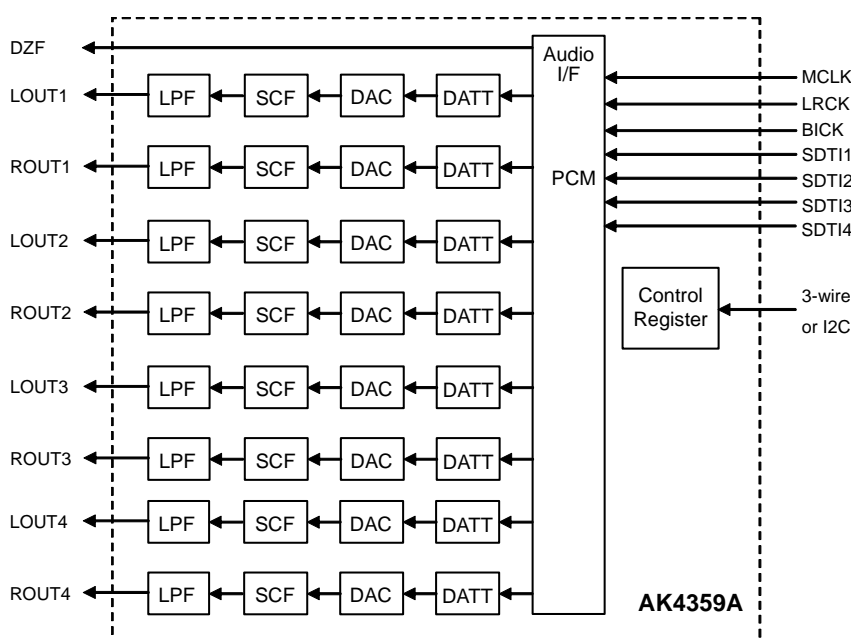 DZF
Audio
I/F
MCLK
LOUT1
LPF SCF DAC DATT
LRCK
BICK
SDTI1
ROUT1
LPF SCF DAC DATT
PCM
SDTI2
SDTI3
SDTI4
LOUT2
LPF SCF DAC DATT
ROUT2
LPF SCF DAC DATT
Control
Register
3-wire
or I2C
LOUT3
LPF SCF DAC DATT
ROUT3
LPF SCF DAC DATT
LOUT4
LPF SCF DAC DATT
ROUT4
LPF SCF DAC DATT
AK4359A